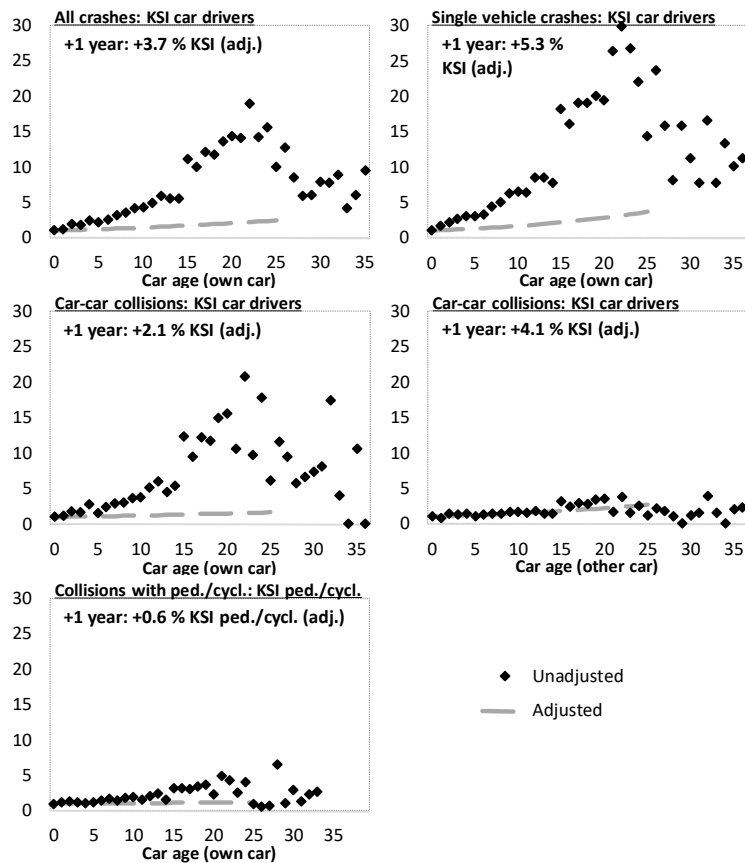 All crashes: KSI car drivers
+1 year: +3.7 % KSI (adj.)
30
25
20
15
10
5
0
0 5 10 15 20 25 30 35
Car age (own car)
Single vehicle crashes: KSI car drivers
+1 year: +5.3 %
KSI (adj.)
30
25
20
15
10
5
0
0 5 10 15 20 25 30 35
Car age (own car)
Car-car collisions: KSI car drivers
+1 year: +2.1 % KSI (adj.)
30
25
20
15
10
5
0
0 5 10 15 20 25 30 35
Car age (own car)
Car-car collisions: KSI car drivers
+1 year: +4.1 % KSI (adj.)
30
25
20
15
10
5
0
0 5 10 15 20 25 30 35
Car age (other car)
Collisions with ped./cycl.: KSI ped./cycl.
+1 year: +0.6 % KSI ped./cycl. (adj.)
30
25
20
15
10
5
0
0 5 10 15 20 25 30 35
Car age (own car)
Unadjusted
Adjusted